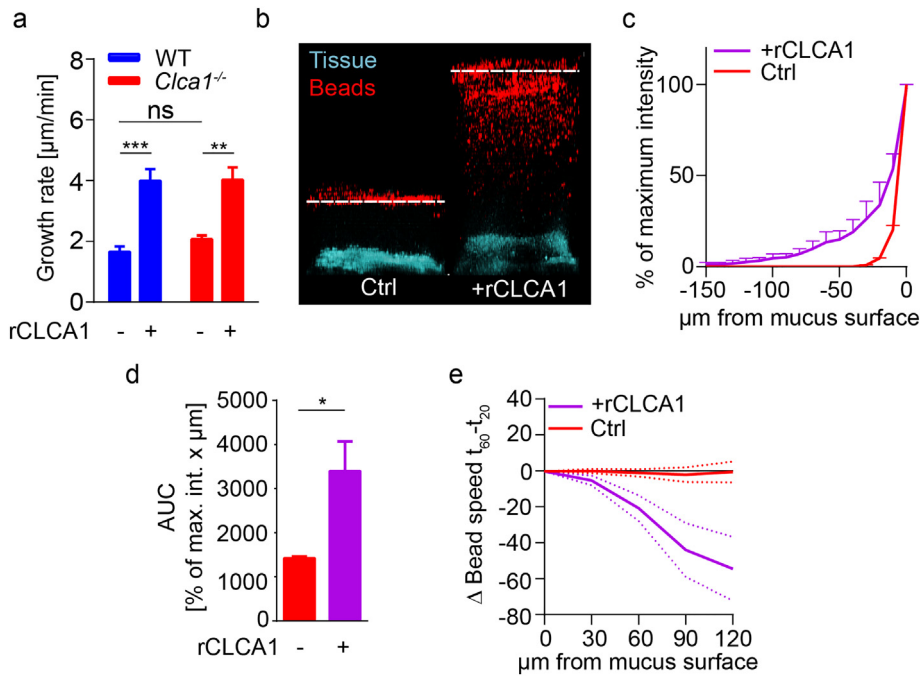 a
WT
Clca1-/-
ns
***
**
Growth rate [μm/min]
8
6
4
2
0
rCLCA1
- + - +
b
Tissue
Beads
Ctrl
+rCLCA1
c
+rCLCA1
Ctrl
% of maximum intensity
100
50
0
-150 -100 -50 0
μm from mucus surface
d
*
AUC
[% of max. int. x μm]
5000
4000
3000
2000
1000
0
rCLCA1 - +
e
+rCLCA1
Ctrl
Δ Bead speed t60-t20
40
20
0
-20
-40
-60
-80
0 30 60 90 120
μm from mucus surface